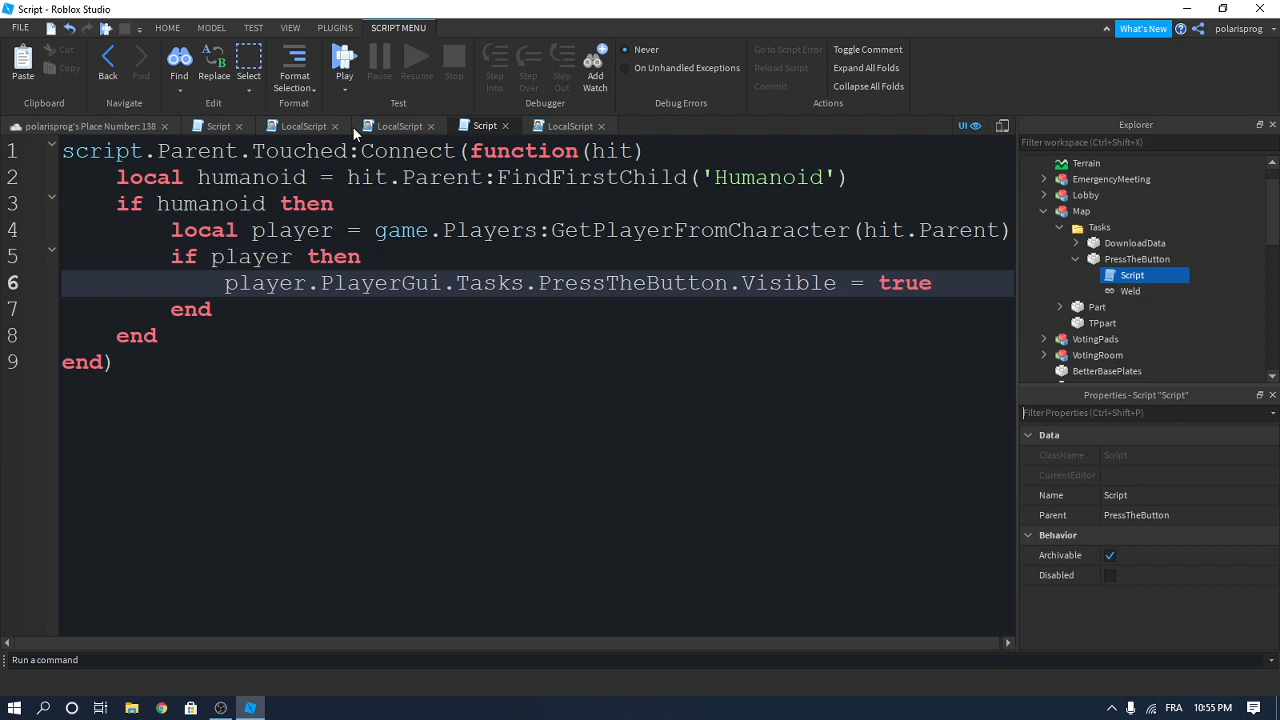 Script - Roblox Studio
FILE HOME MODEL TEST VIEW PLUGINS SCRIPT MENU What's New polarisprog
Cut
Copy
Paste Back Fwd Find Replace Select Format Selection Play Pause Resume Stop Step Into Step Over Step Out Add Watch
Never
On Unhandled Exceptions
Go to Script Error
Reload Script
Commit
Toggle Comment
Expand All Folds
Collapse All Folds
Clipboard Navigate Edit Format Test Debugger Debug Errors Actions
polarisprog's Place Number: 138 Script LocalScript LocalScript Script LocalScript UI
1 script.Parent.Touched:Connect(function(hit)
2 local humanoid = hit.Parent:FindFirstChild('Humanoid')
3 if humanoid then
4 local player = game.Players:GetPlayerFromCharacter(hit.Parent)
5 if player then
6 player.PlayerGui.Tasks.PressTheButton.Visible = true
7 end
8 end
9 end)
Explorer
Filter workspace (Ctrl+Shift+X)
Terrain
EmergencyMeeting
Lobby
Map
Tasks
DownloadData
PressTheButton
Script
Weld
Part
TPpart
VotingPads
VotingRoom
BetterBasePlates
Properties - Script "Script"
Filter Properties (Ctrl+Shift+P)
Data
ClassName Script
CurrentEditor
Name Script
Parent PressTheButton
Behavior
Archivable
Disabled
Run a command
FRA 10:55 PM